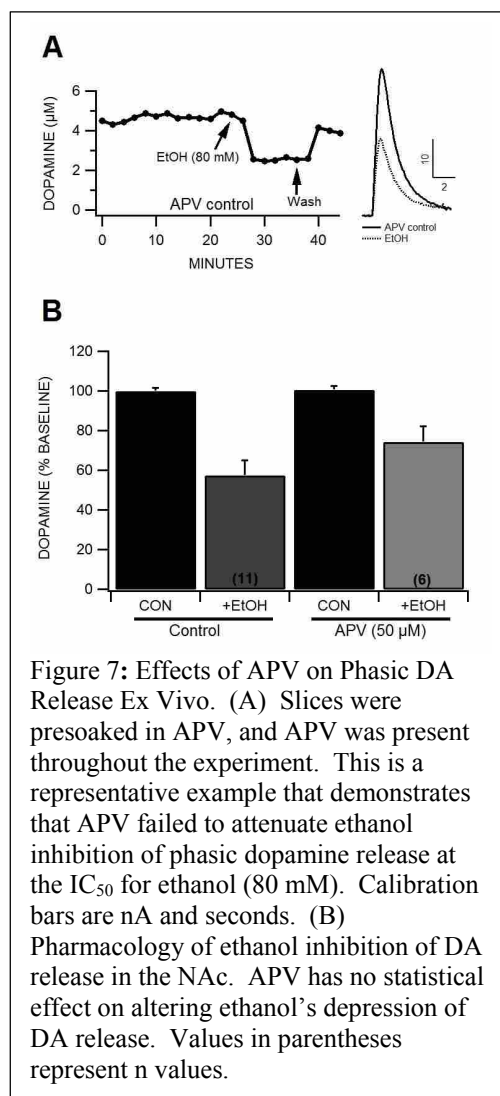 A
DOPAMINE (µM)
6
4
2
0
EtOH (80 mM)
APV control
Wash
0 10 20 30 40
MINUTES
10
2
APV control
EtOH
B
DOPAMINE (% BASELINE)
120
100
80
60
40
20
0
(11)
(6)
CON +EtOH CON +EtOH
Control APV (50 µM)
Figure 7: Effects of APV on Phasic DA
Release Ex Vivo. (A) Slices were
presoaked in APV, and APV was present
throughout the experiment. This is a
representative example that demonstrates
that APV failed to attenuate ethanol
inhibition of phasic dopamine release at
the IC50 for ethanol (80 mM). Calibration
bars are nA and seconds. (B)
Pharmacology of ethanol inhibition of DA
release in the NAc. APV has no statistical
effect on altering ethanol's depression of
DA release. Values in parentheses
represent n values.